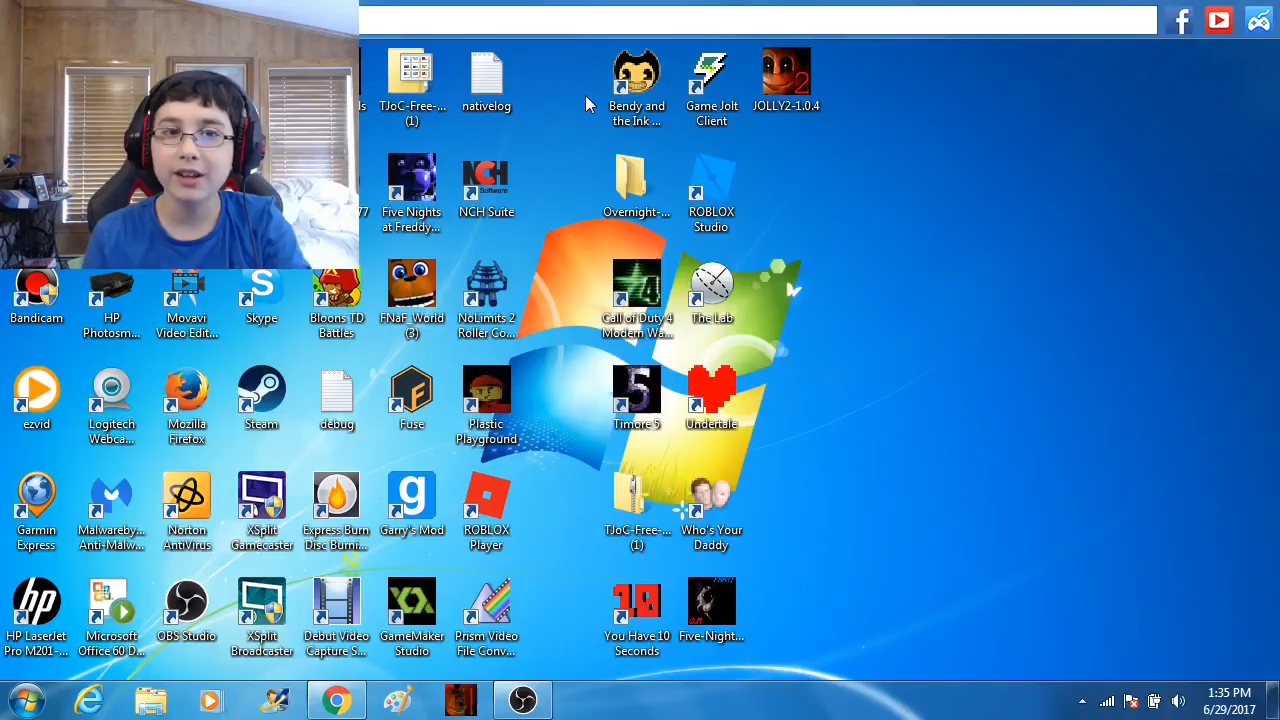 TJoC-Free-...
(1)
nativelog
Bendy and
the Ink ...
Game Jolt
Client
JOLLY2-1.0.4
2
Five Nights
at Freddy...
NCH
Software
NCH Suite
Overnight-...
ROBLOX
Studio
Bandicam
HP
Photosm...
Movavi
Video Edit...
S
Skype
Bloons TD
Battles
FNaF_World
(3)
NoLimits 2
Roller Co...
4
Call of Duty 4
Modern Wa...
The Lab
ezvid
Logitech
Webca...
Mozilla
Firefox
Steam
debug
F
Fuse
Plastic
Playground
5
Timore 5
Undertale
Garmin
Express
Malwareby...
Anti-Malw...
Norton
AntiVirus
XSplit
Gamecaster
Express Burn
Disc Burni...
g
Garry's Mod
ROBLOX
Player
TJoC-Free-...
(1)
Who's Your
Daddy
hp
HP LaserJet
Pro M201-...
Microsoft
Office 60 D...
OBS Studio
XSplit
Broadcaster
Debut Video
Capture S...
GameMaker
Studio
Prism Video
File Conv...
You Have 10
Seconds
Five-Night...
1:35 PM
6/29/2017